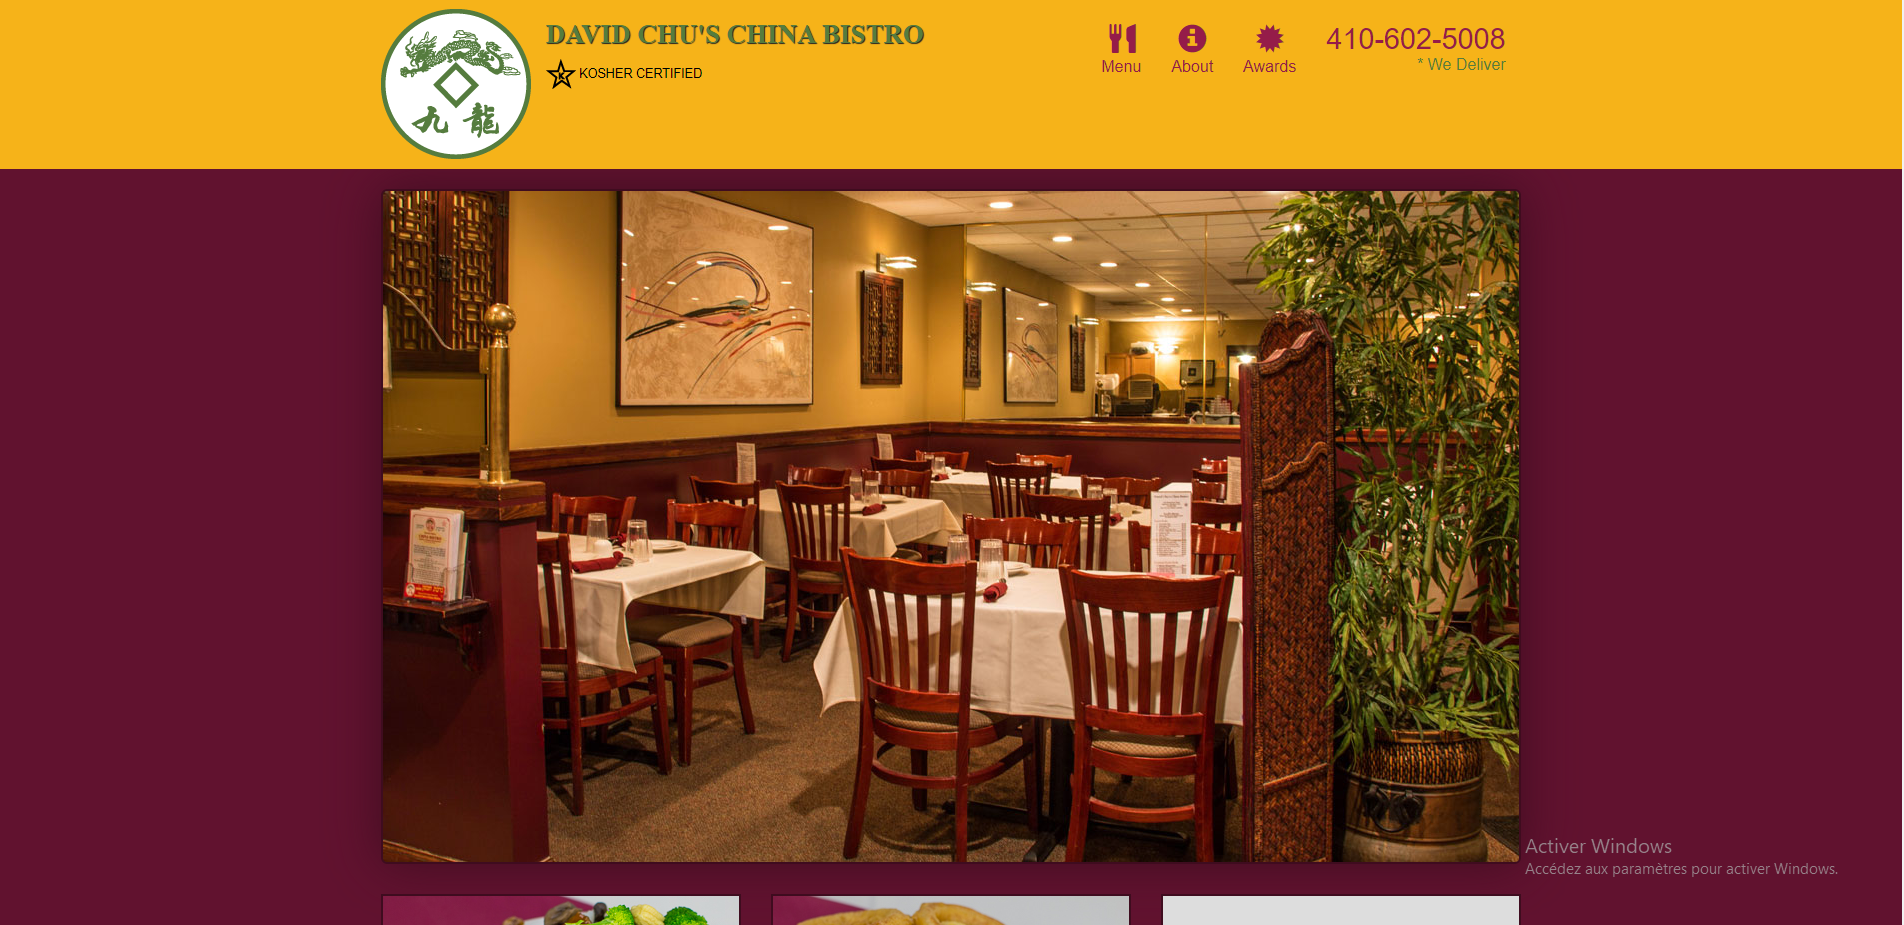 DAVID CHU'S CHINA BISTRO
KOSHER CERTIFIED
九龍
Menu
About
Awards
410-602-5008
* We Deliver
Activer Windows
Accédez aux paramètres pour activer Windows.